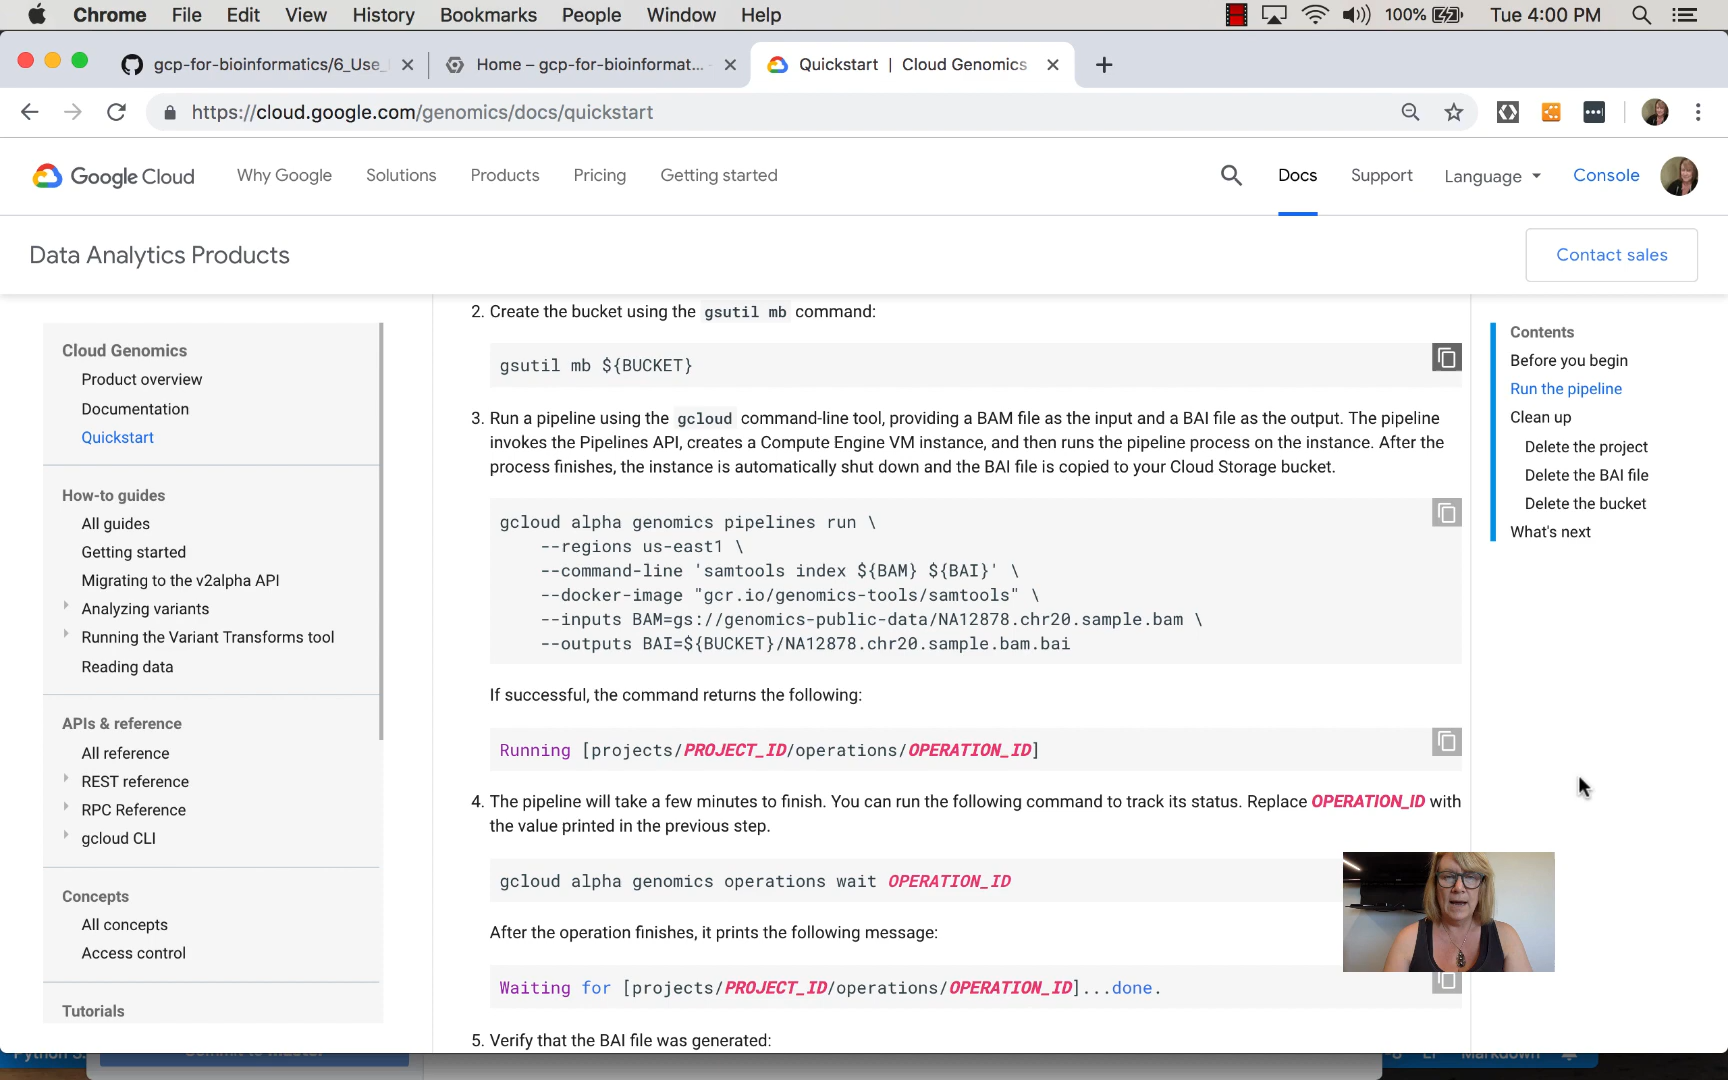 Chrome File Edit View History Bookmarks People Window Help 100% Tue 4:00 PM
gcp-for-bioinformatics/6_Use_ Home – gcp-for-bioinformat... Quickstart | Cloud Genomics
https://cloud.google.com/genomics/docs/quickstart
Google Cloud Why Google Solutions Products Pricing Getting started Docs Support Language Console
Data Analytics Products Contact sales
Cloud Genomics
Product overview
Documentation
Quickstart
How-to guides
All guides
Getting started
Migrating to the v2alpha API
Analyzing variants
Running the Variant Transforms tool
Reading data
APIs & reference
All reference
REST reference
RPC Reference
gcloud CLI
Concepts
All concepts
Access control
Tutorials
2. Create the bucket using the gsutil mb command:
gsutil mb ${BUCKET}
3. Run a pipeline using the gcloud command-line tool, providing a BAM file as the input and a BAI file as the output. The pipeline
invokes the Pipelines API, creates a Compute Engine VM instance, and then runs the pipeline process on the instance. After the
process finishes, the instance is automatically shut down and the BAI file is copied to your Cloud Storage bucket.
gcloud alpha genomics pipelines run \
--regions us-east1 \
--command-line 'samtools index ${BAM} ${BAI}' \
--docker-image "gcr.io/genomics-tools/samtools" \
--inputs BAM=gs://genomics-public-data/NA12878.chr20.sample.bam \
--outputs BAI=${BUCKET}/NA12878.chr20.sample.bam.bai
If successful, the command returns the following:
Running [projects/PROJECT_ID/operations/OPERATION_ID]
4. The pipeline will take a few minutes to finish. You can run the following command to track its status. Replace OPERATION_ID with
the value printed in the previous step.
gcloud alpha genomics operations wait OPERATION_ID
After the operation finishes, it prints the following message:
Waiting for [projects/PROJECT_ID/operations/OPERATION_ID]...done.
5. Verify that the BAI file was generated:
Contents
Before you begin
Run the pipeline
Clean up
Delete the project
Delete the BAI file
Delete the bucket
What's next